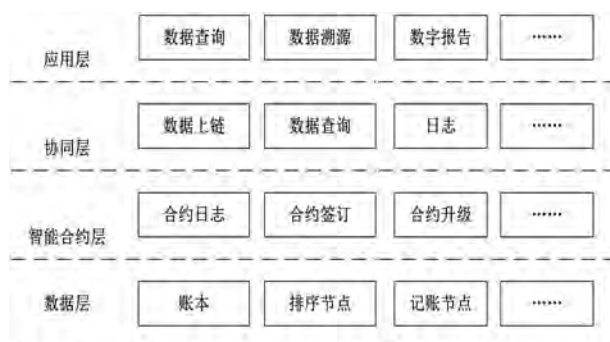 数据查询 数据溯源 数字报告 ……
应用层
数据上链 数据查询 日志 ……
协同层
合约日志 合约签订 合约升级 ……
智能合约层
数据层 账本 排序节点 记账节点 ……